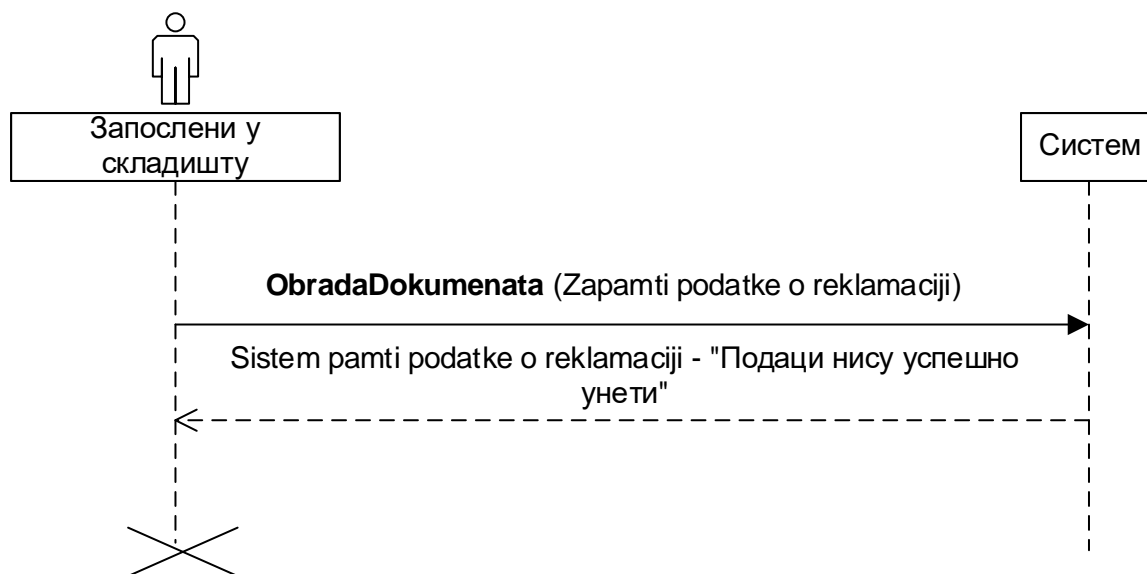 Запослени у
складишту
Систем
ObradaDokumenata (Zapamti podatke o reklamaciji)
Sistem pamti podatke o reklamaciji - "Подаци нису успешно
унети"